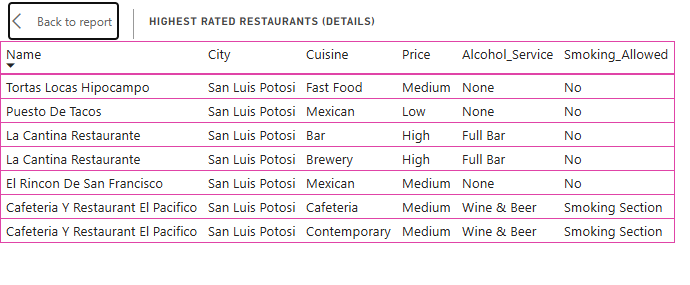 Back to report HIGHEST RATED RESTAURANTS (DETAILS)
Name City Cuisine Price Alcohol_Service Smoking_Allowed
Tortas Locas Hipocampo San Luis Potosi Fast Food Medium None No
Puesto De Tacos San Luis Potosi Mexican Low None No
La Cantina Restaurante San Luis Potosi Bar High Full Bar No
La Cantina Restaurante San Luis Potosi Brewery High Full Bar No
El Rincon De San Francisco San Luis Potosi Mexican Medium None No
Cafeteria Y Restaurant El Pacifico San Luis Potosi Cafeteria Medium Wine & Beer Smoking Section
Cafeteria Y Restaurant El Pacifico San Luis Potosi Contemporary Medium Wine & Beer Smoking Section